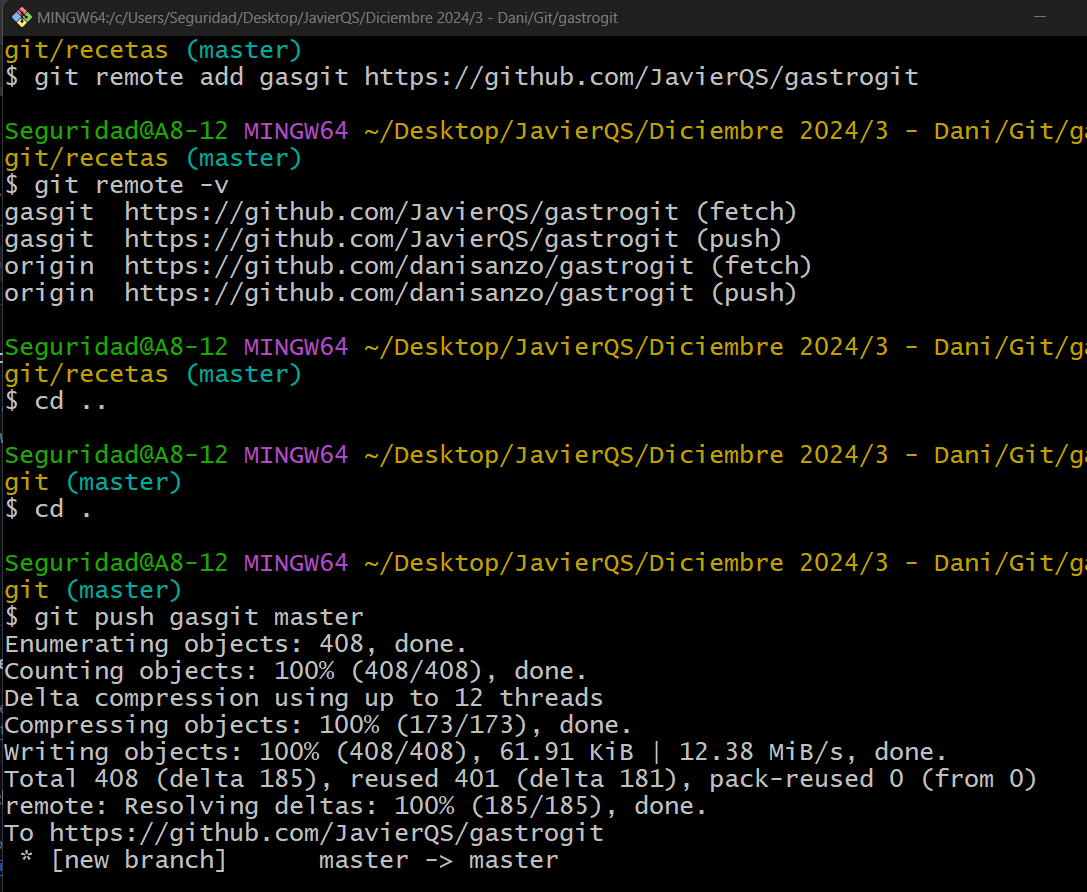 MINGW64:/c/Users/Seguridad/Desktop/JavierQS/Diciembre 2024/3 - Dani/Git/gastrogit
git/recetas (master)
$ git remote add gasgit https://github.com/JavierQS/gastrogit
Seguridad@A8-12 MINGW64 ~/Desktop/JavierQS/Diciembre 2024/3 - Dani/Git/ga
git/recetas (master)
$ git remote -v
gasgit  https://github.com/JavierQS/gastrogit (fetch)
gasgit  https://github.com/JavierQS/gastrogit (push)
origin  https://github.com/danisanzo/gastrogit (fetch)
origin  https://github.com/danisanzo/gastrogit (push)
Seguridad@A8-12 MINGW64 ~/Desktop/JavierQS/Diciembre 2024/3 - Dani/Git/ga
git/recetas (master)
$ cd ..
Seguridad@A8-12 MINGW64 ~/Desktop/JavierQS/Diciembre 2024/3 - Dani/Git/ga
git (master)
$ cd .
Seguridad@A8-12 MINGW64 ~/Desktop/JavierQS/Diciembre 2024/3 - Dani/Git/ga
git (master)
$ git push gasgit master
Enumerating objects: 408, done.
Counting objects: 100% (408/408), done.
Delta compression using up to 12 threads
Compressing objects: 100% (173/173), done.
Writing objects: 100% (408/408), 61.91 KiB | 12.38 MiB/s, done.
Total 408 (delta 185), reused 401 (delta 181), pack-reused 0 (from 0)
remote: Resolving deltas: 100% (185/185), done.
To https://github.com/JavierQS/gastrogit
 * [new branch]      master -> master